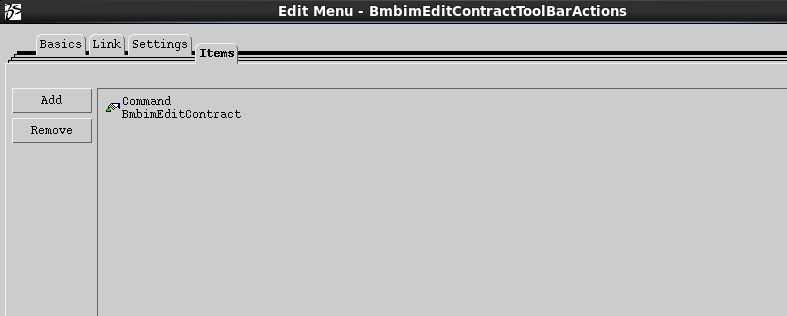 Edit Menu - BmbimEditContractToolBarActions
Basics Link Settings Items
Add
Remove
Command
BmbimEditContract